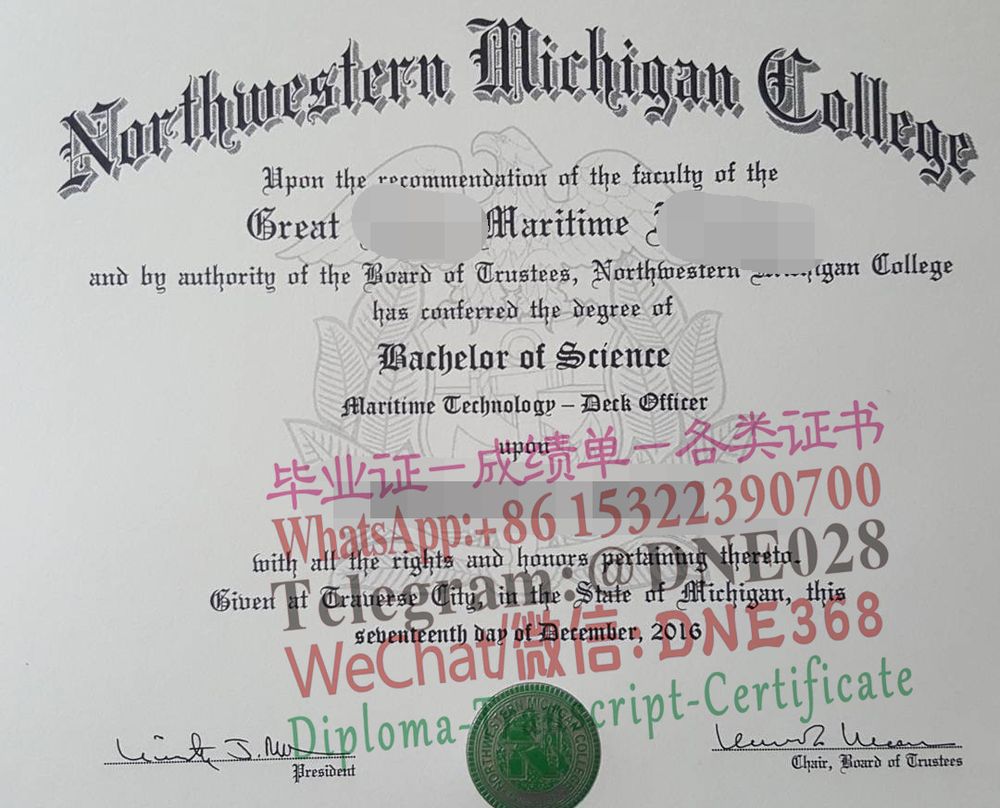 Northwestern Michigan College
Upon the recommendation of the faculty of the
Great Maritime
and by authority of the Board of Trustees, Northwestern Michigan College
has conferred the degree of
Bachelor of Science
Maritime Technology – Deck Officer
upon
毕业证－成绩单－各类证书
WhatsApp:+86 15322390700
with all the rights and honors pertaining thereto.
Telegram:@DNE028
Given at Traverse City, in the State of Michigan, this
seventeenth day of December, 2016
WeChat/微信:DNE368
Diploma-Transcript-Certificate
NORTHWESTERN MICHIGAN COLLEGE
President
Chair, Board of Trustees